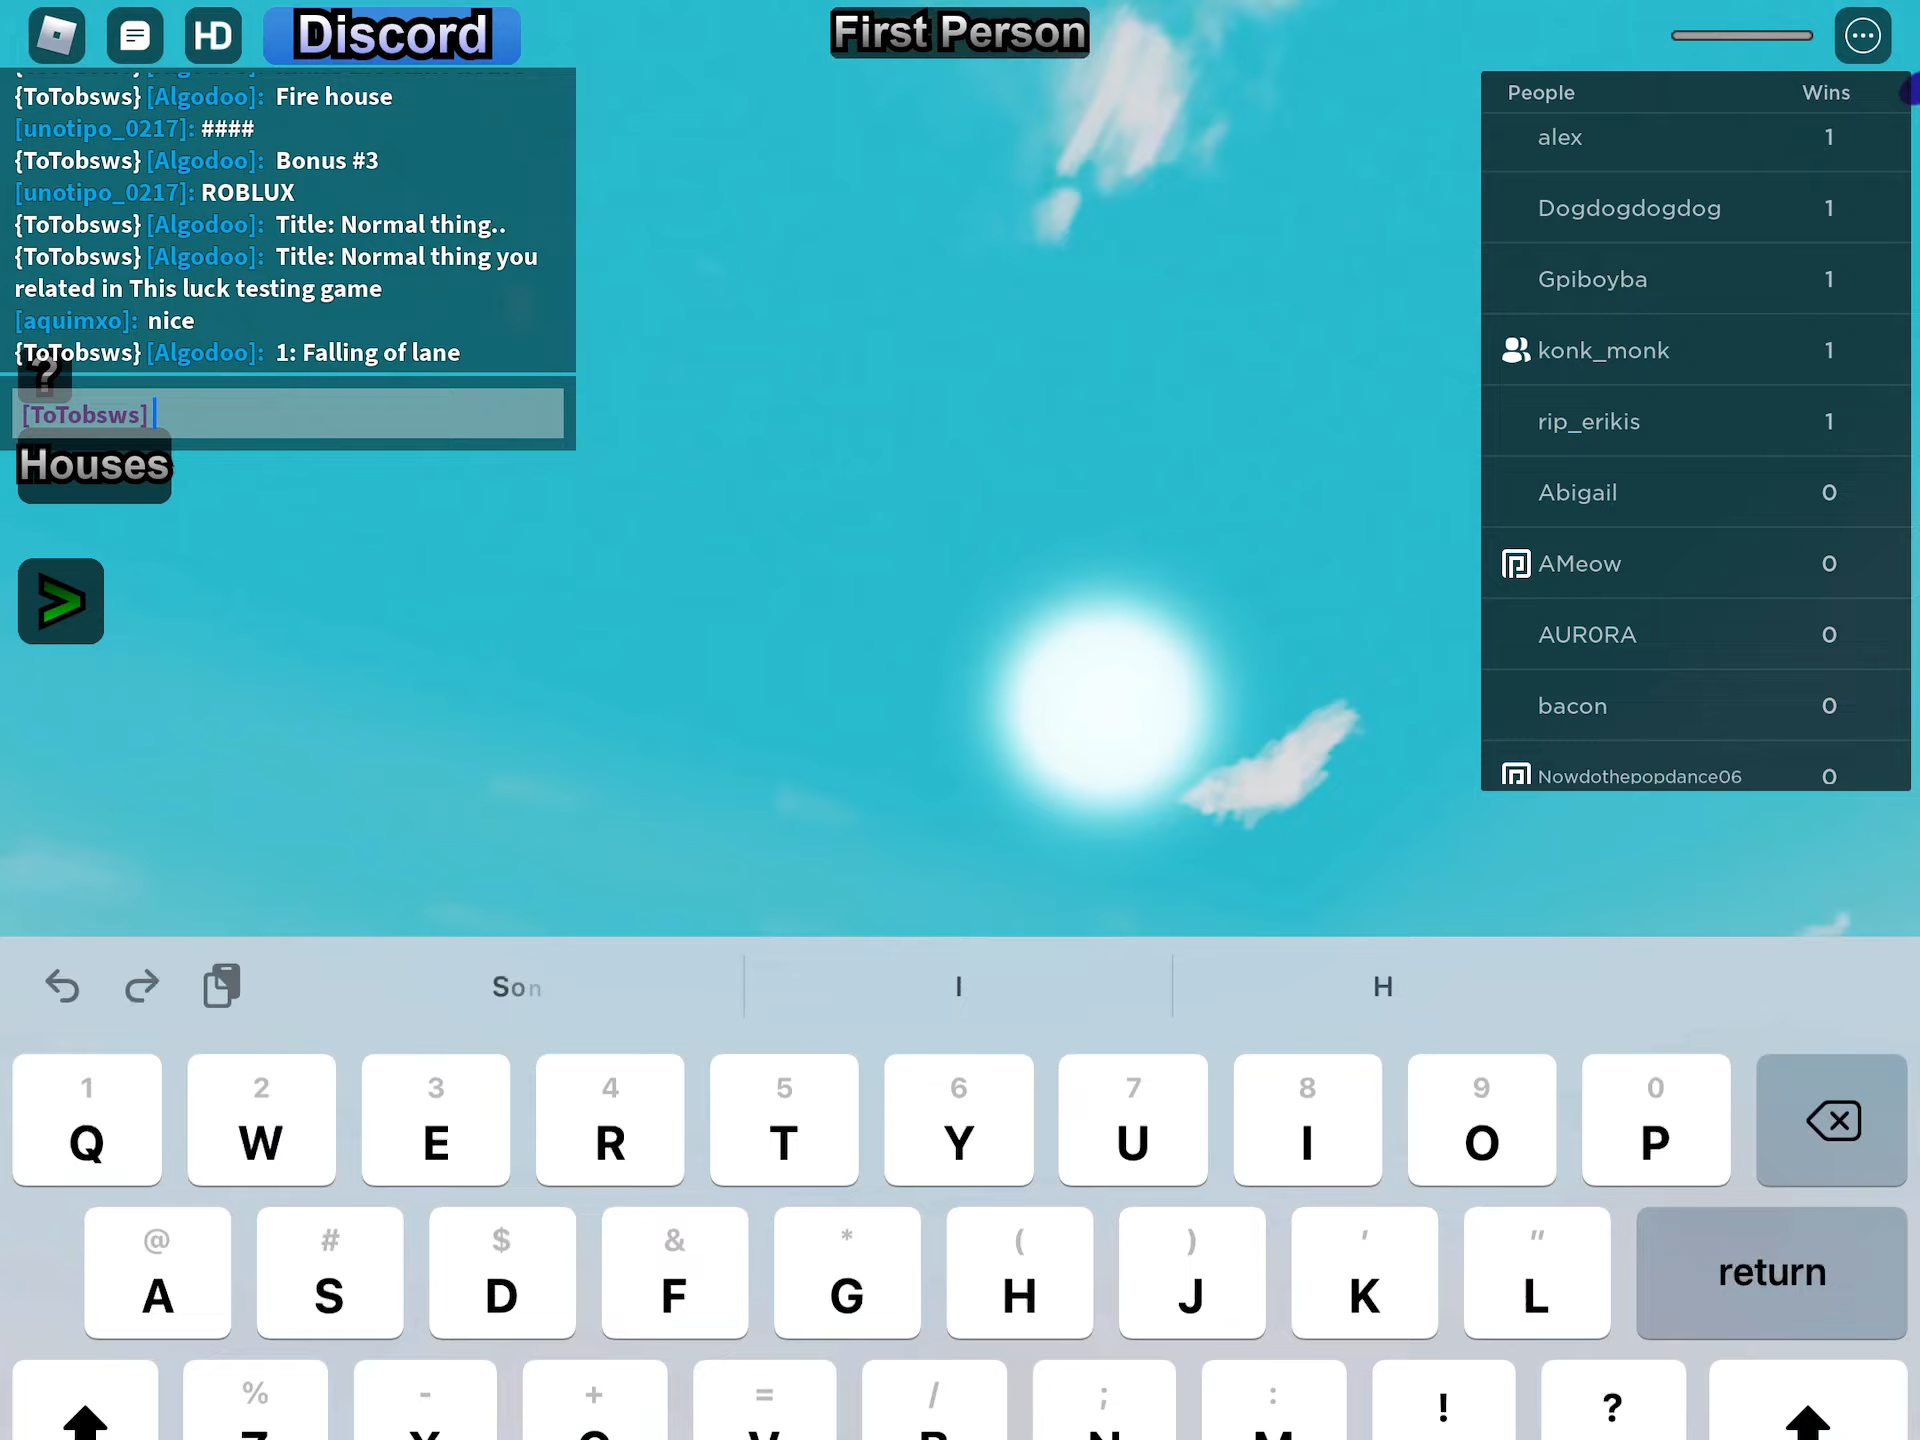 HD
Discord
First Person
{ToTobsws} [Algodoo]: Fire house
[unotipo_0217]: ####
{ToTobsws} [Algodoo]: Bonus #3
[unotipo_0217]: ROBLUX
{ToTobsws} [Algodoo]: Title: Normal thing..
{ToTobsws} [Algodoo]: Title: Normal thing you
related in This luck testing game
[aquimxo]: nice
{ToTobsws} [Algodoo]: 1: Falling of lane
?
[ToTobsws]
Houses
>
People Wins
alex 1
Dogdogdogdog 1
Gpiboyba 1
konk_monk 1
rip_erikis 1
Abigail 0
AMeow 0
AUR0RA 0
bacon 0
Nowdothepopdance06 0
Son I H
1 2 3 4 5 6 7 8 9 0
Q W E R T Y U I O P
@ # $ & * ( ) ' "
A S D F G H J K L return
% - + = / ; : ! ?